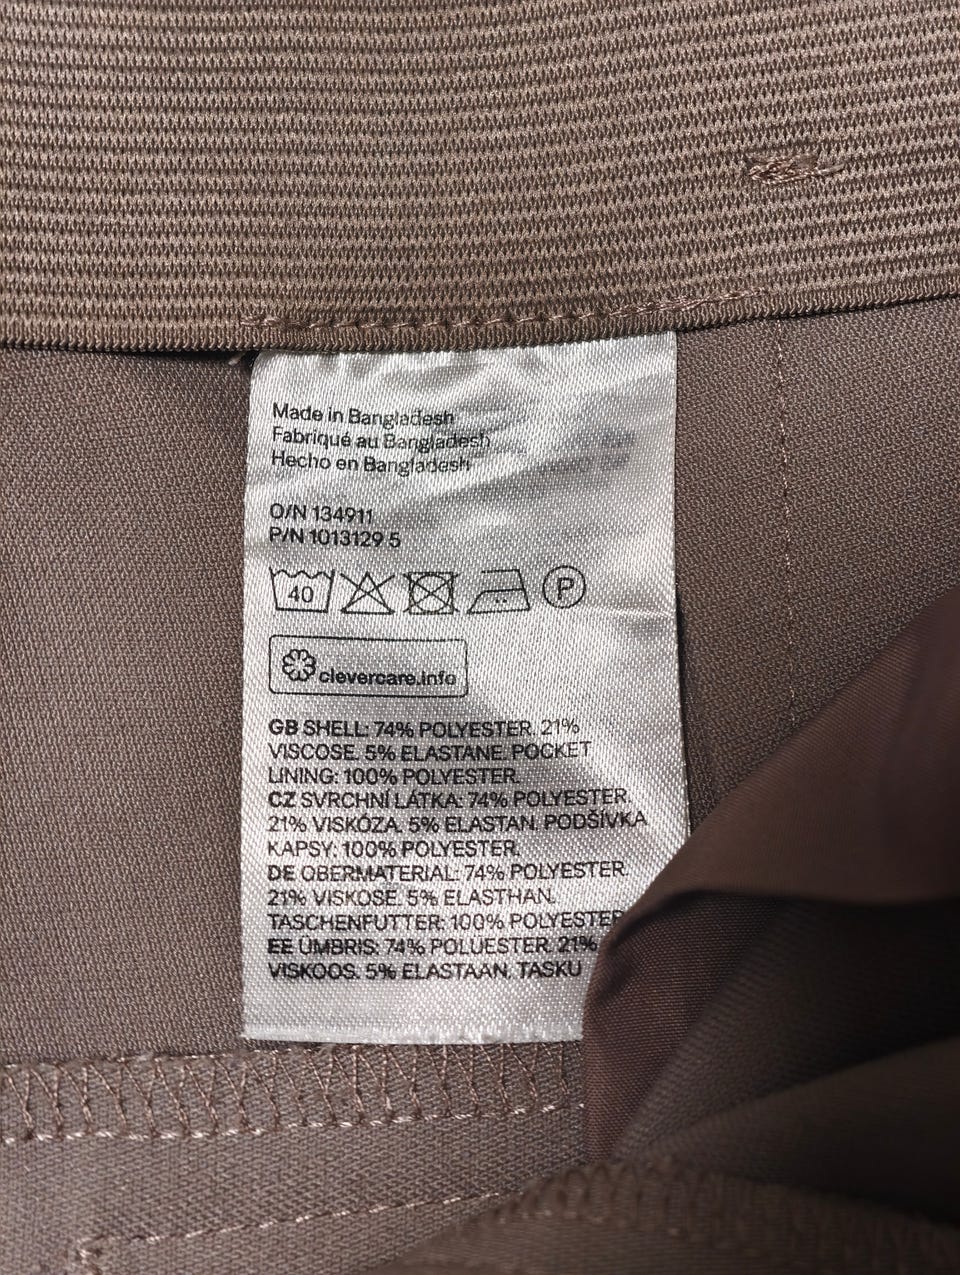 Made in Bangladesh
Fabriqué au Bangladesh
Hecho en Bangladesh
O/N 134911
P/N 1013129 5
40 P
clevercare.info
GB SHELL: 74% POLYESTER. 21%
VISCOSE. 5% ELASTANE. POCKET
LINING: 100% POLYESTER.
CZ SVRCHNÍ LÁTKA: 74% POLYESTER.
21% VISKÓZA. 5% ELASTAN. PODŠÍVKA
KAPSY: 100% POLYESTER.
DE OBERMATERIAL: 74% POLYESTER.
21% VISKOSE. 5% ELASTHAN.
TASCHENFUTTER: 100% POLYESTER
EE ÜMBRIS: 74% POLUESTER. 21%
VISKOOS. 5% ELASTAAN. TASKU